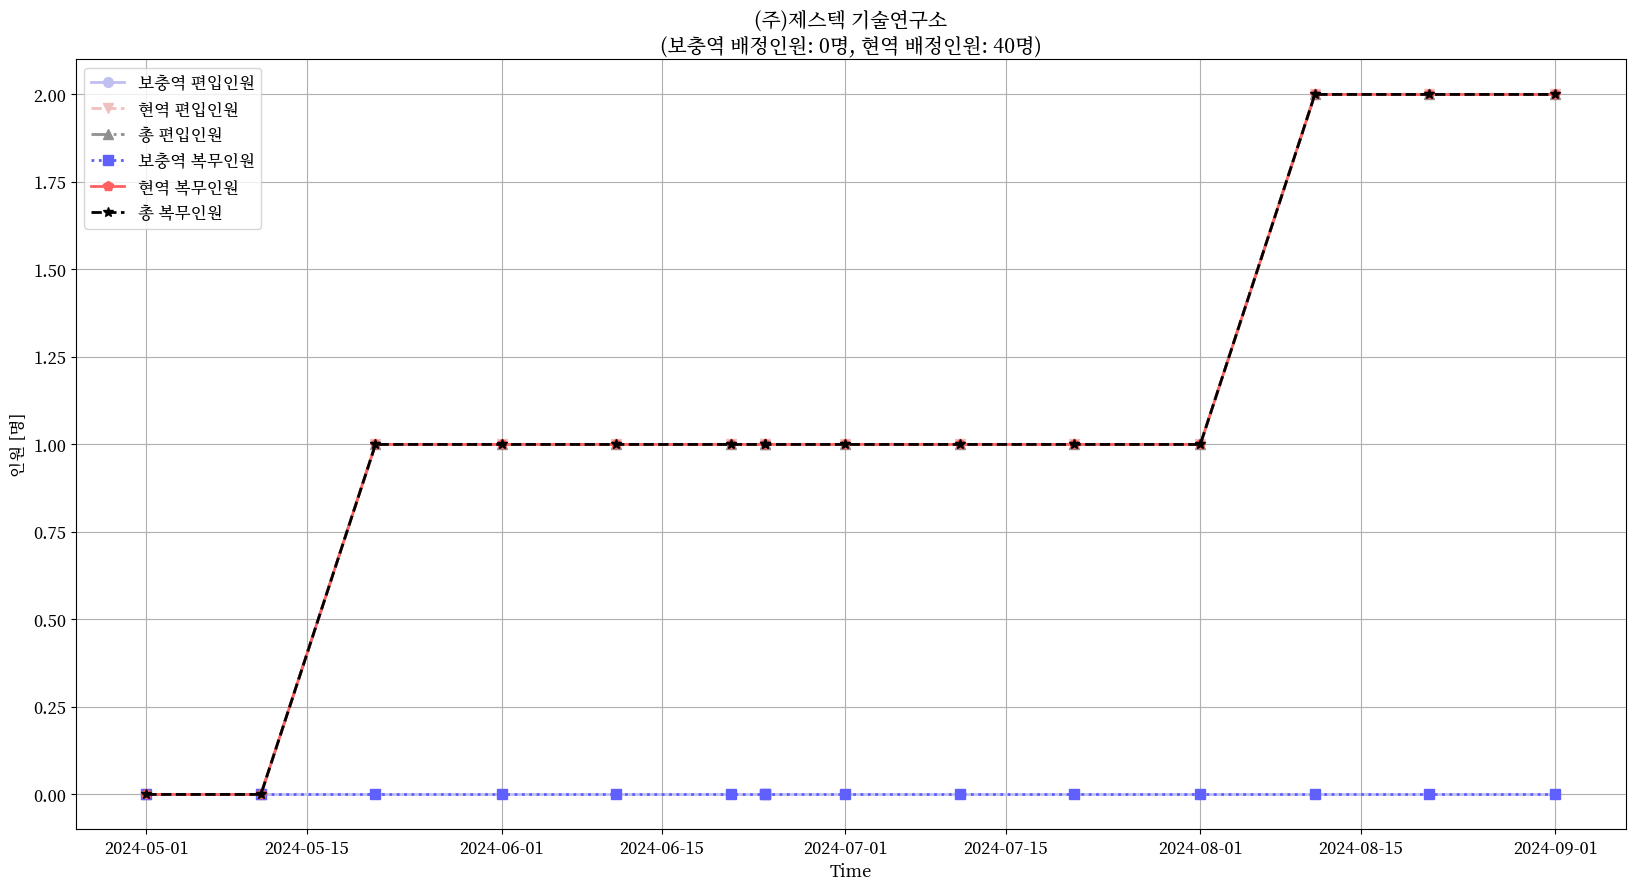 (주)제스텍 기술연구소
(보충역 배정인원: 0명, 현역 배정인원: 40명)
보충역 편입인원
현역 편입인원
총 편입인원
보충역 복무인원
현역 복무인원
총 복무인원
2.00
1.75
1.50
1.25
1.00
0.75
0.50
0.25
0.00
인원 [명]
2024-05-01 2024-05-15 2024-06-01 2024-06-15 2024-07-01 2024-07-15 2024-08-01 2024-08-15 2024-09-01
Time